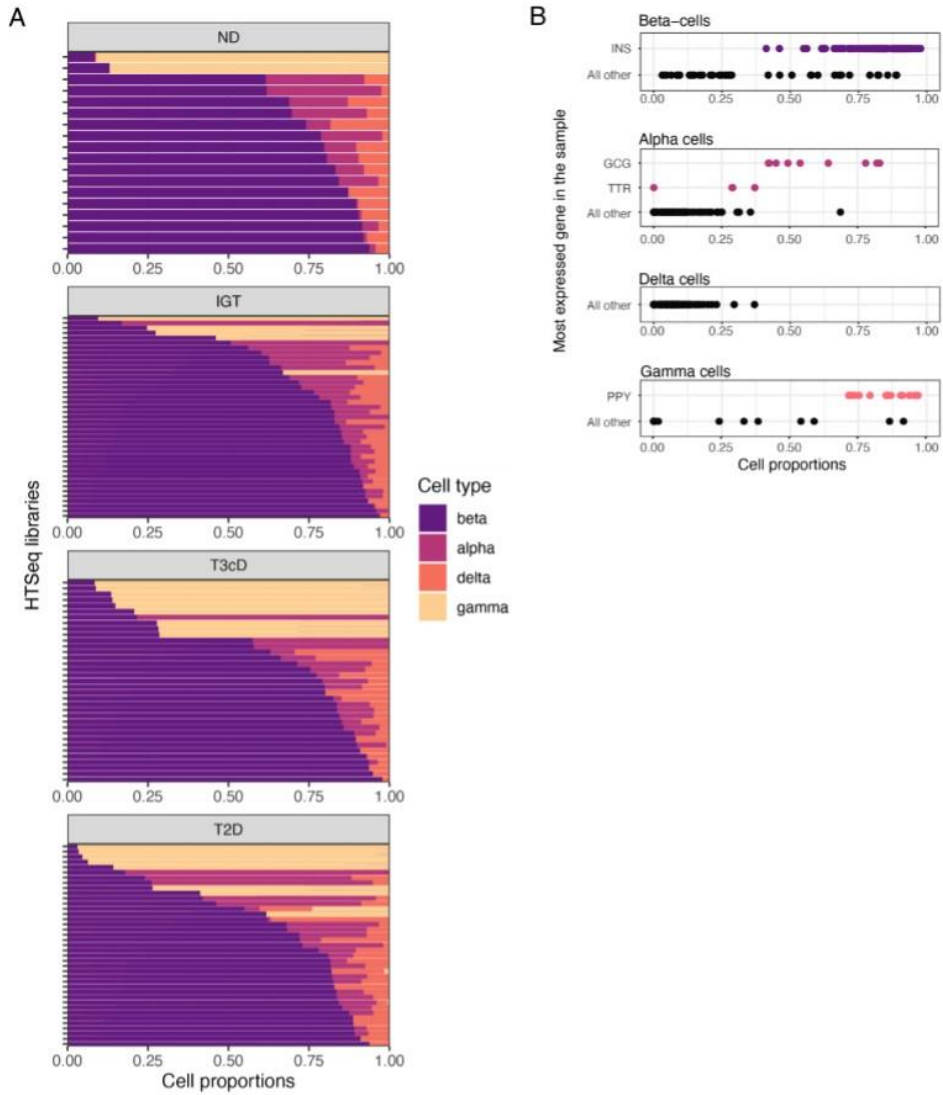 A
ND
0.00 0.25 0.50 0.75 1.00
IGT
0.00 0.25 0.50 0.75 1.00
T3cD
0.00 0.25 0.50 0.75 1.00
T2D
0.00 0.25 0.50 0.75 1.00
Cell proportions
HTSeq libraries
Cell type
beta
alpha
delta
gamma
B
Beta-cells
INS
All other
0.00 0.25 0.50 0.75 1.00
Alpha cells
GCG
TTR
All other
0.00 0.25 0.50 0.75 1.00
Delta cells
All other
0.00 0.25 0.50 0.75 1.00
Gamma cells
PPY
All other
0.00 0.25 0.50 0.75 1.00
Cell proportions
Most expressed gene in the sample